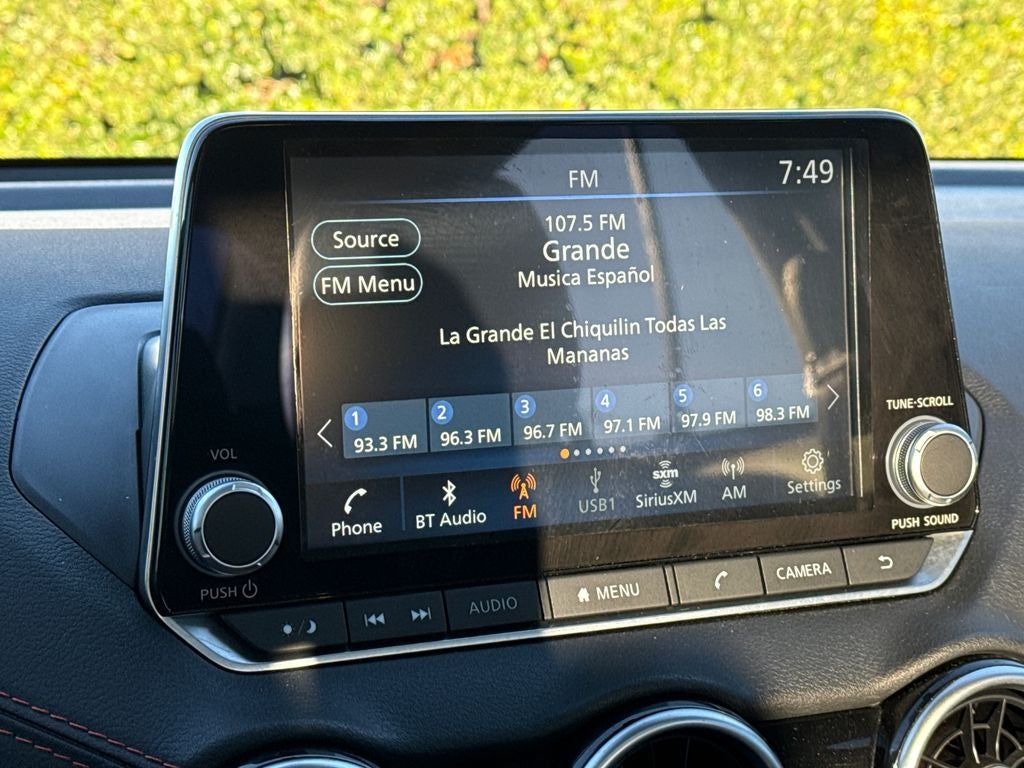 FM
7:49
Source
FM Menu
107.5 FM
Grande
Musica Español
La Grande El Chiquilin Todas Las
Mananas
1
93.3 FM
2
96.3 FM
3
96.7 FM
4
97.1 FM
5
97.9 FM
6
98.3 FM
Phone
BT Audio
FM
USB1
sxm
SiriusXM
AM
Settings
VOL
PUSH
TUNE·SCROLL
PUSH SOUND
AUDIO
MENU
CAMERA